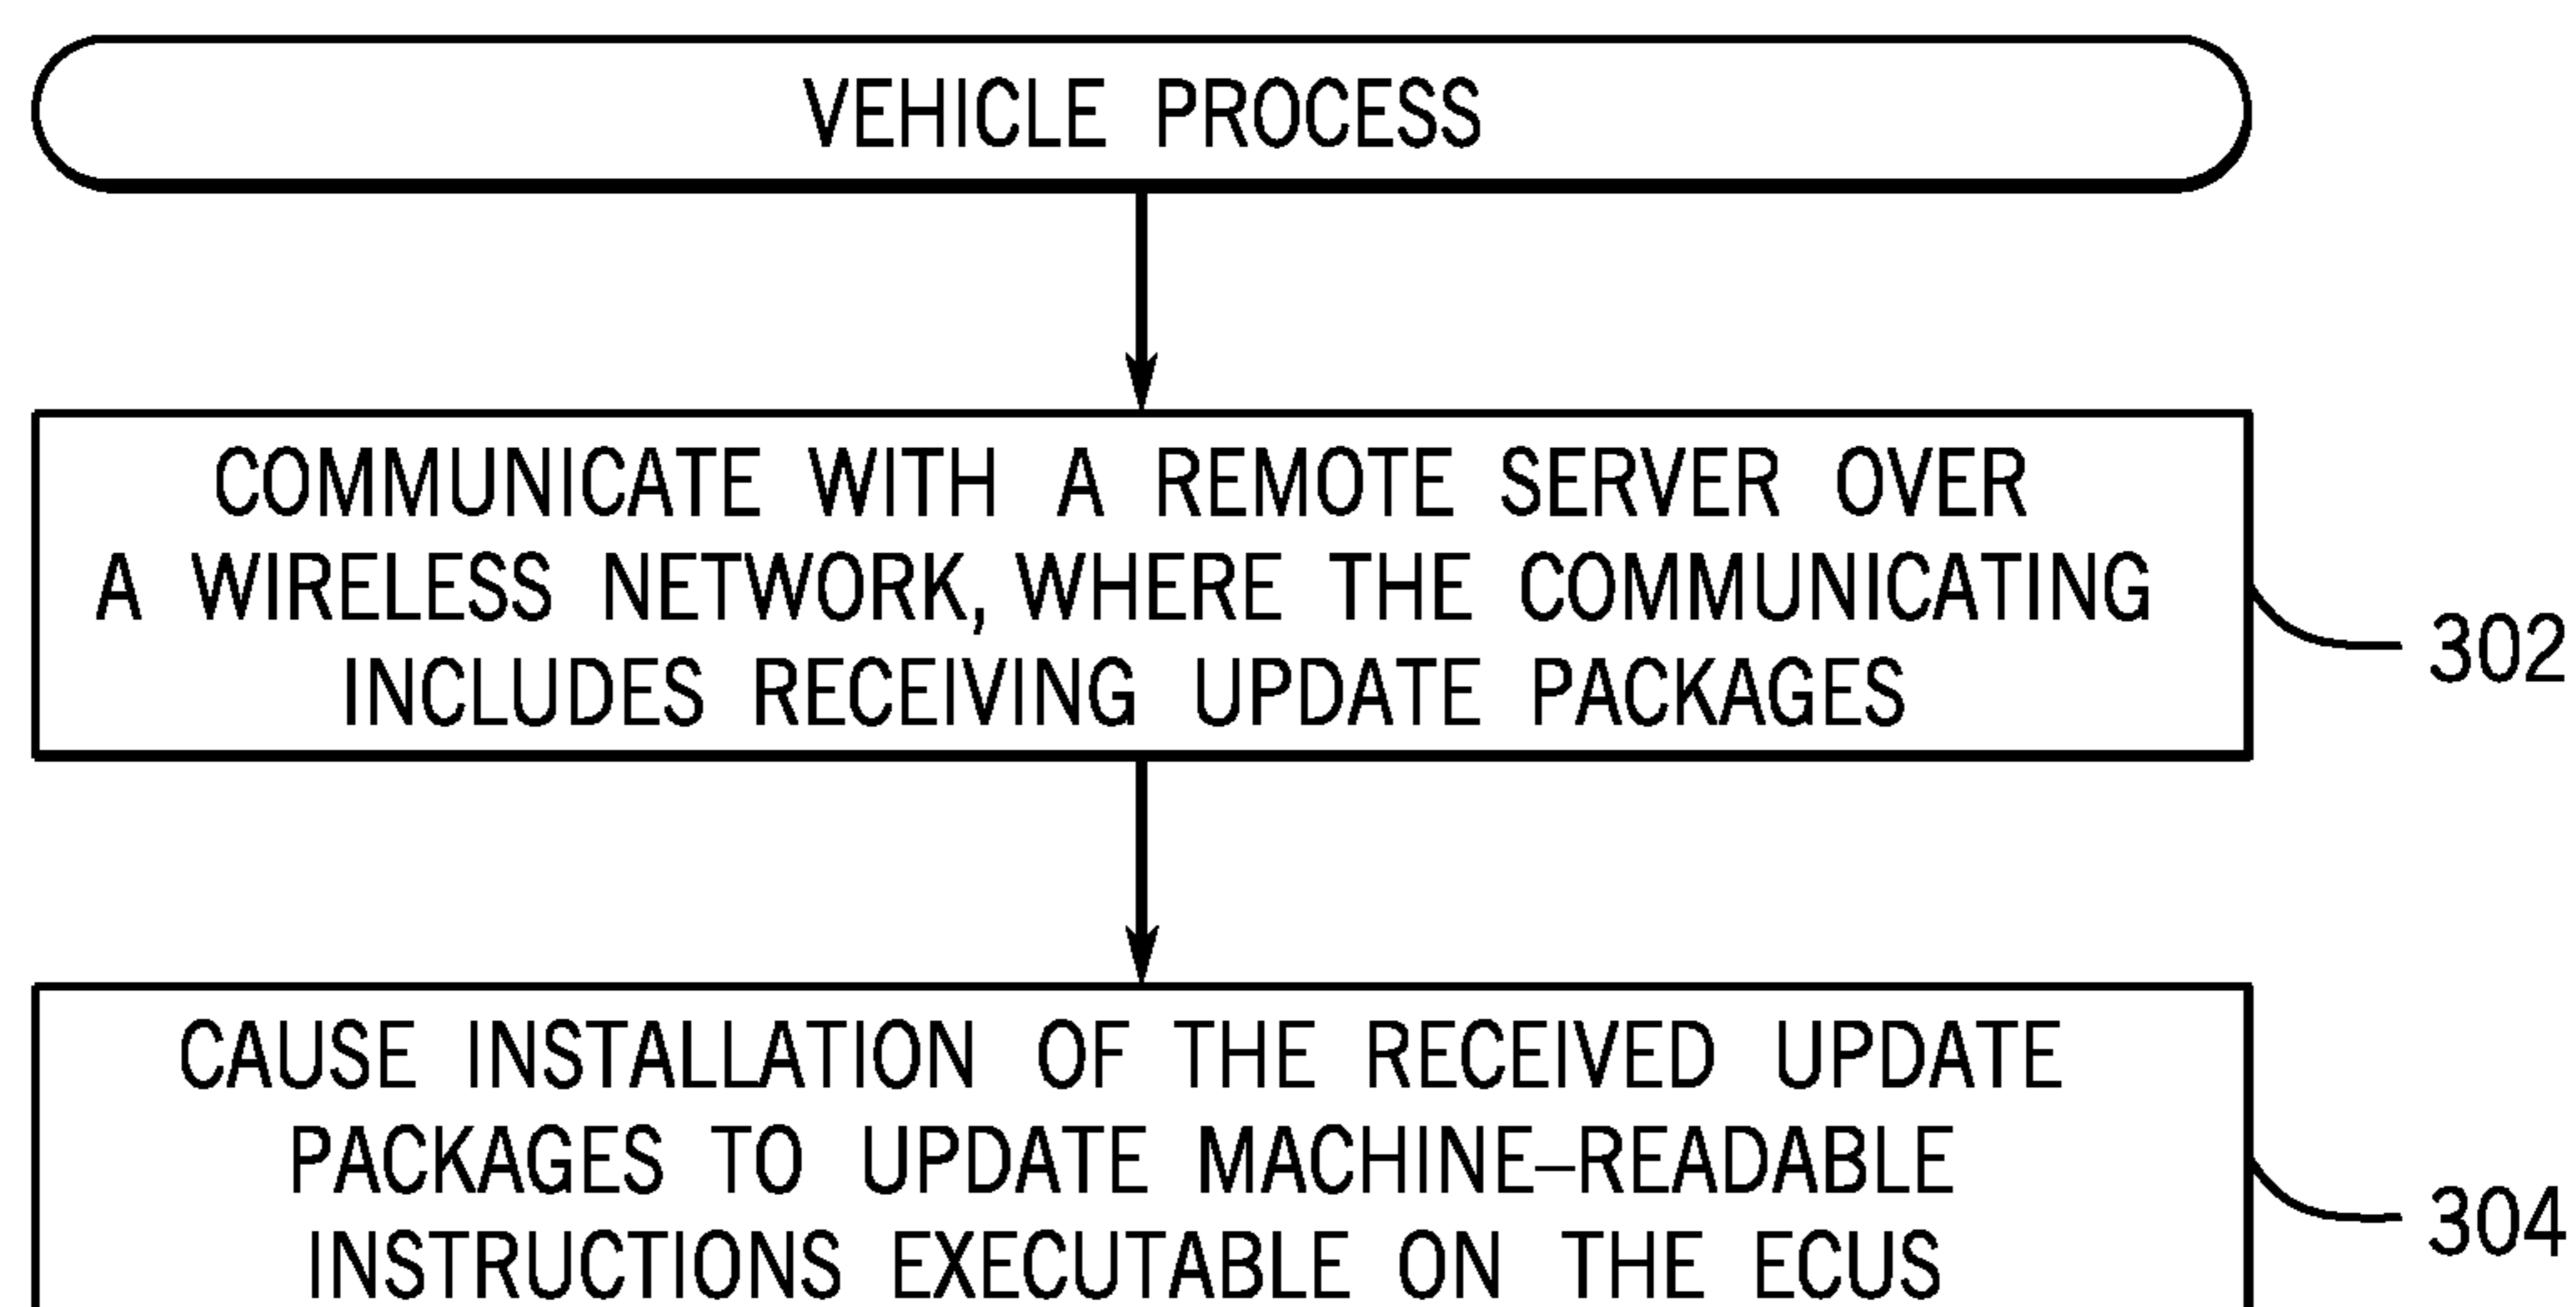 VEHICLE PROCESS
COMMUNICATE WITH A REMOTE SERVER OVER
A WIRELESS NETWORK, WHERE THE COMMUNICATING
INCLUDES RECEIVING UPDATE PACKAGES
302
CAUSE INSTALLATION OF THE RECEIVED UPDATE
PACKAGES TO UPDATE MACHINE–READABLE
INSTRUCTIONS EXECUTABLE ON THE ECUS
304